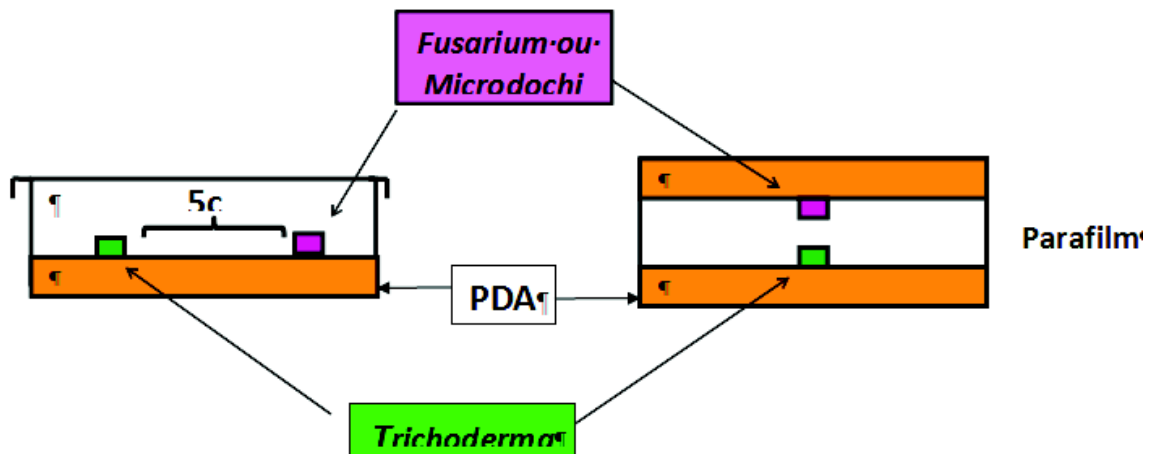 Fusarium·ou·
Microdochi
¶
5c
¶
¶
¶
Parafilm¶
PDA¶
Trichoderma¶